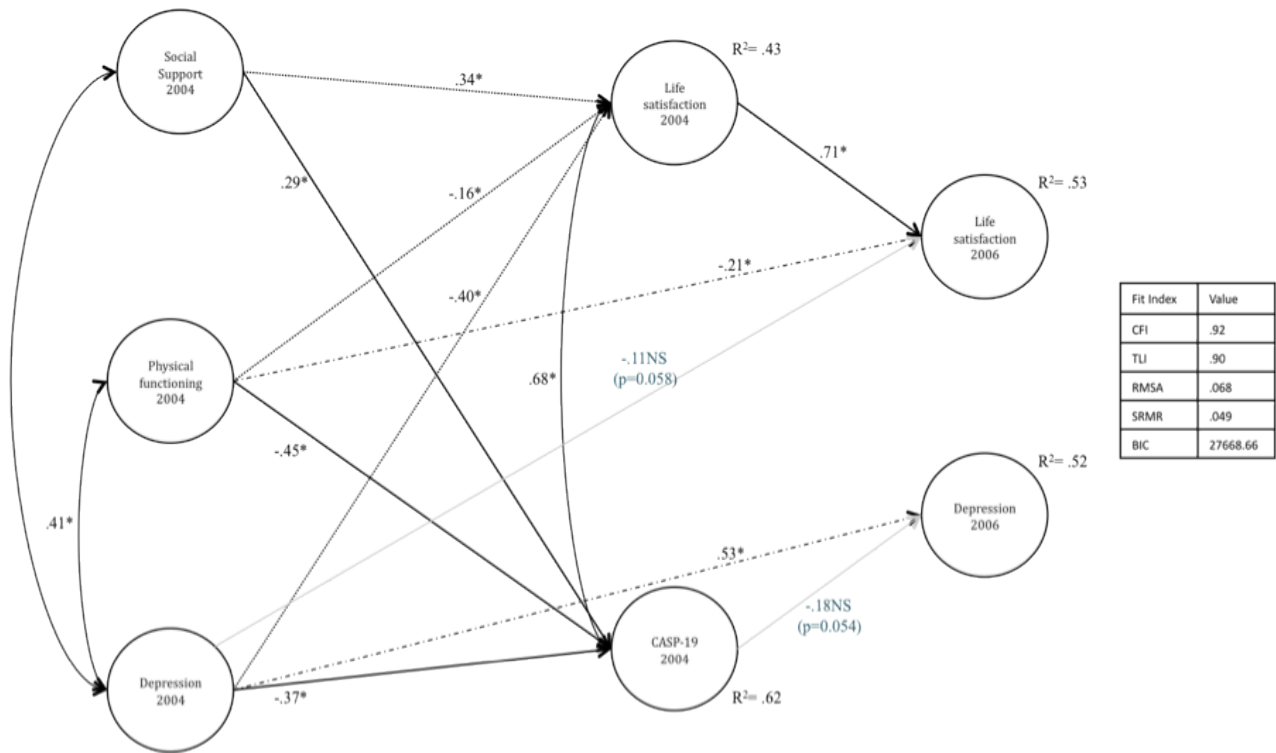 Social
Support
2004
Life
satisfaction
2004
R²= .43
.34*
.71*
.29*
-.16*
R²= .53
Life
satisfaction
2006
-.21*
-.40*
Fit Index Value
CFI .92
TLI .90
RMSA .068
SRMR .049
BIC 27668.66
Physical
functioning
2004
-.11NS
(p=0.058)
.68*
-.45*
R²= .52
Depression
2006
.41*
.53*
-.18NS
(p=0.054)
CASP-19
2004
Depression
2004
-.37*
R²= .62